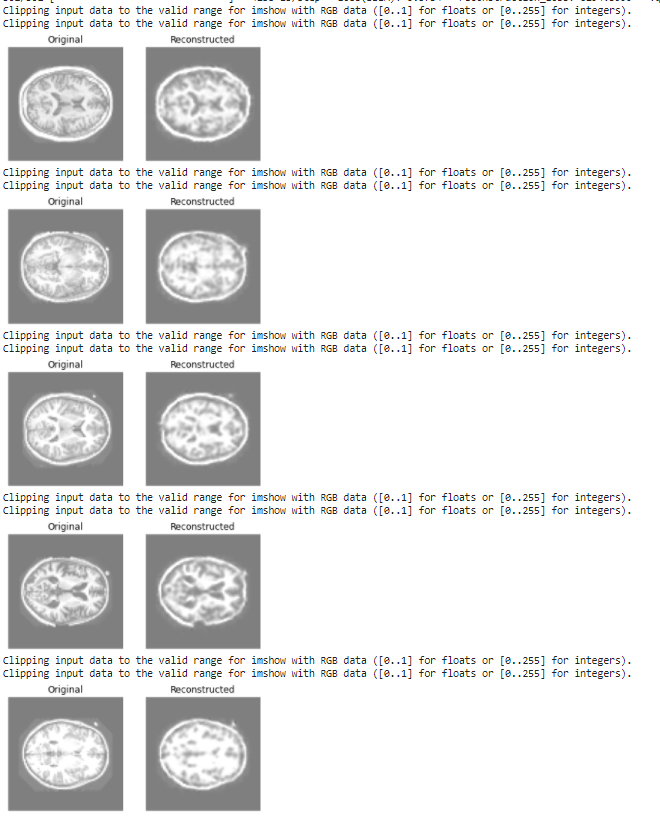 Clipping input data to the valid range for imshow with RGB data ([0..1] for floats or [0..255] for integers).
Clipping input data to the valid range for imshow with RGB data ([0..1] for floats or [0..255] for integers).
Original Reconstructed
Clipping input data to the valid range for imshow with RGB data ([0..1] for floats or [0..255] for integers).
Clipping input data to the valid range for imshow with RGB data ([0..1] for floats or [0..255] for integers).
Original Reconstructed
Clipping input data to the valid range for imshow with RGB data ([0..1] for floats or [0..255] for integers).
Clipping input data to the valid range for imshow with RGB data ([0..1] for floats or [0..255] for integers).
Original Reconstructed
Clipping input data to the valid range for imshow with RGB data ([0..1] for floats or [0..255] for integers).
Clipping input data to the valid range for imshow with RGB data ([0..1] for floats or [0..255] for integers).
Original Reconstructed
Clipping input data to the valid range for imshow with RGB data ([0..1] for floats or [0..255] for integers).
Clipping input data to the valid range for imshow with RGB data ([0..1] for floats or [0..255] for integers).
Original Reconstructed